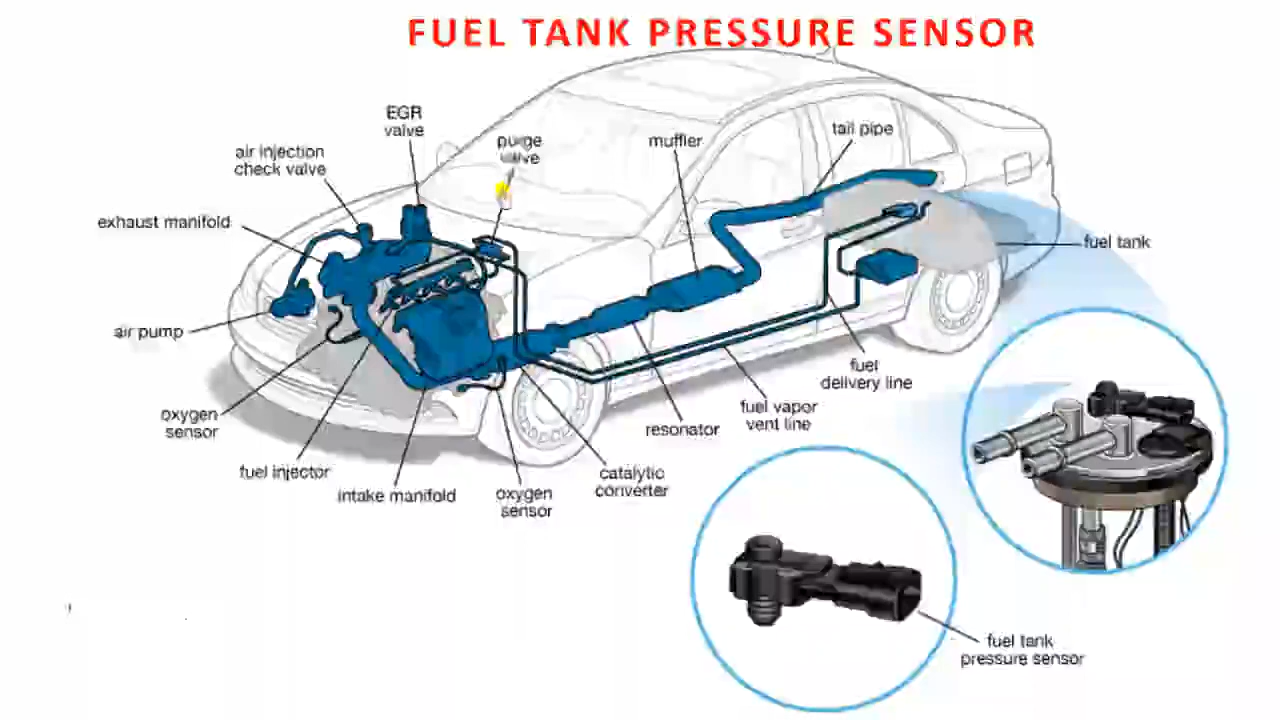 FUEL TANK PRESSURE SENSOR
EGR
valve
purge
valve
muffler
tail pipe
air injection
check valve
exhaust manifold
fuel tank
air pump
fuel
delivery line
fuel vapor
vent line
oxygen
sensor
resonator
fuel injector
intake manifold
oxygen
sensor
catalytic
converter
fuel tank
pressure sensor